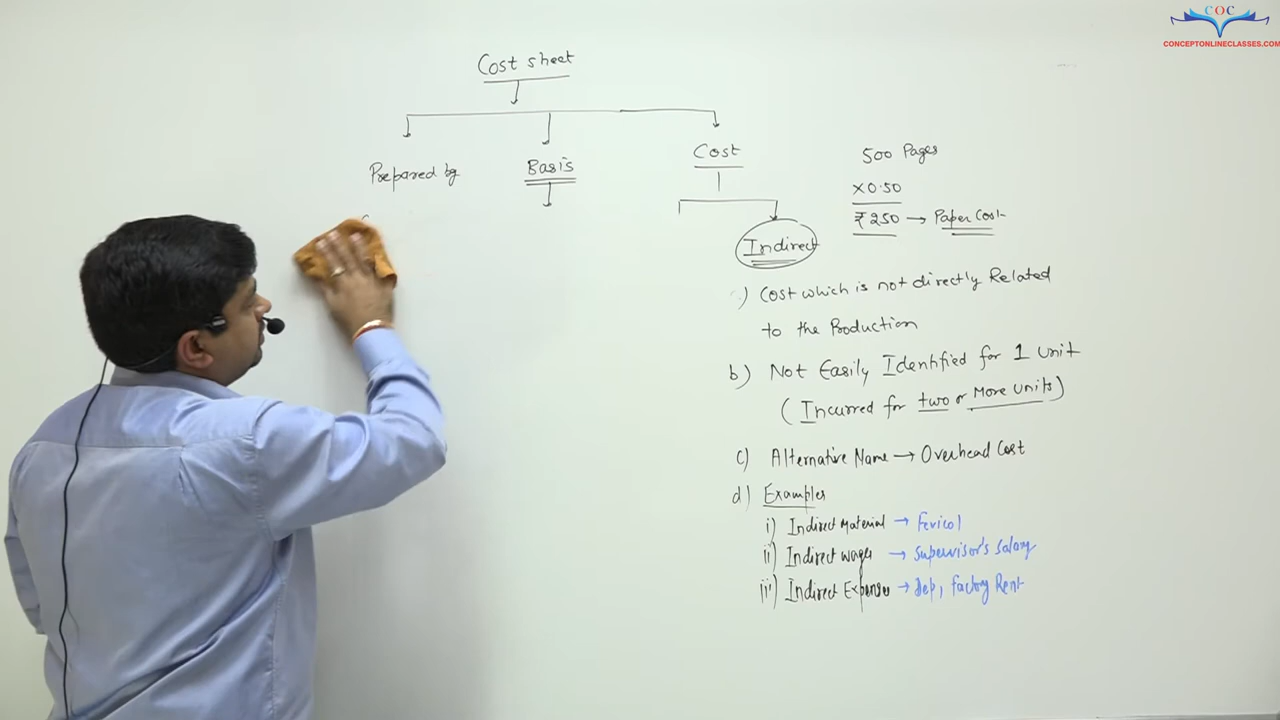 COC
CONCEPTONLINECLASSES.COM
Cost sheet
Prepared by
Basis
Cost
500 Pages
×0.50
₹250 → Paper Cost
Indirect
) Cost which is not directly Related
to the Production
b) Not Easily Identified for 1 Unit
(Incurred for two or More Units)
c) Alternative Name → Overhead Cost
d) Examples
i) Indirect Material → Fevicol
ii) Indirect wages → Supervisor's Salary
iii) Indirect Expenses → Dep, Factory Rent